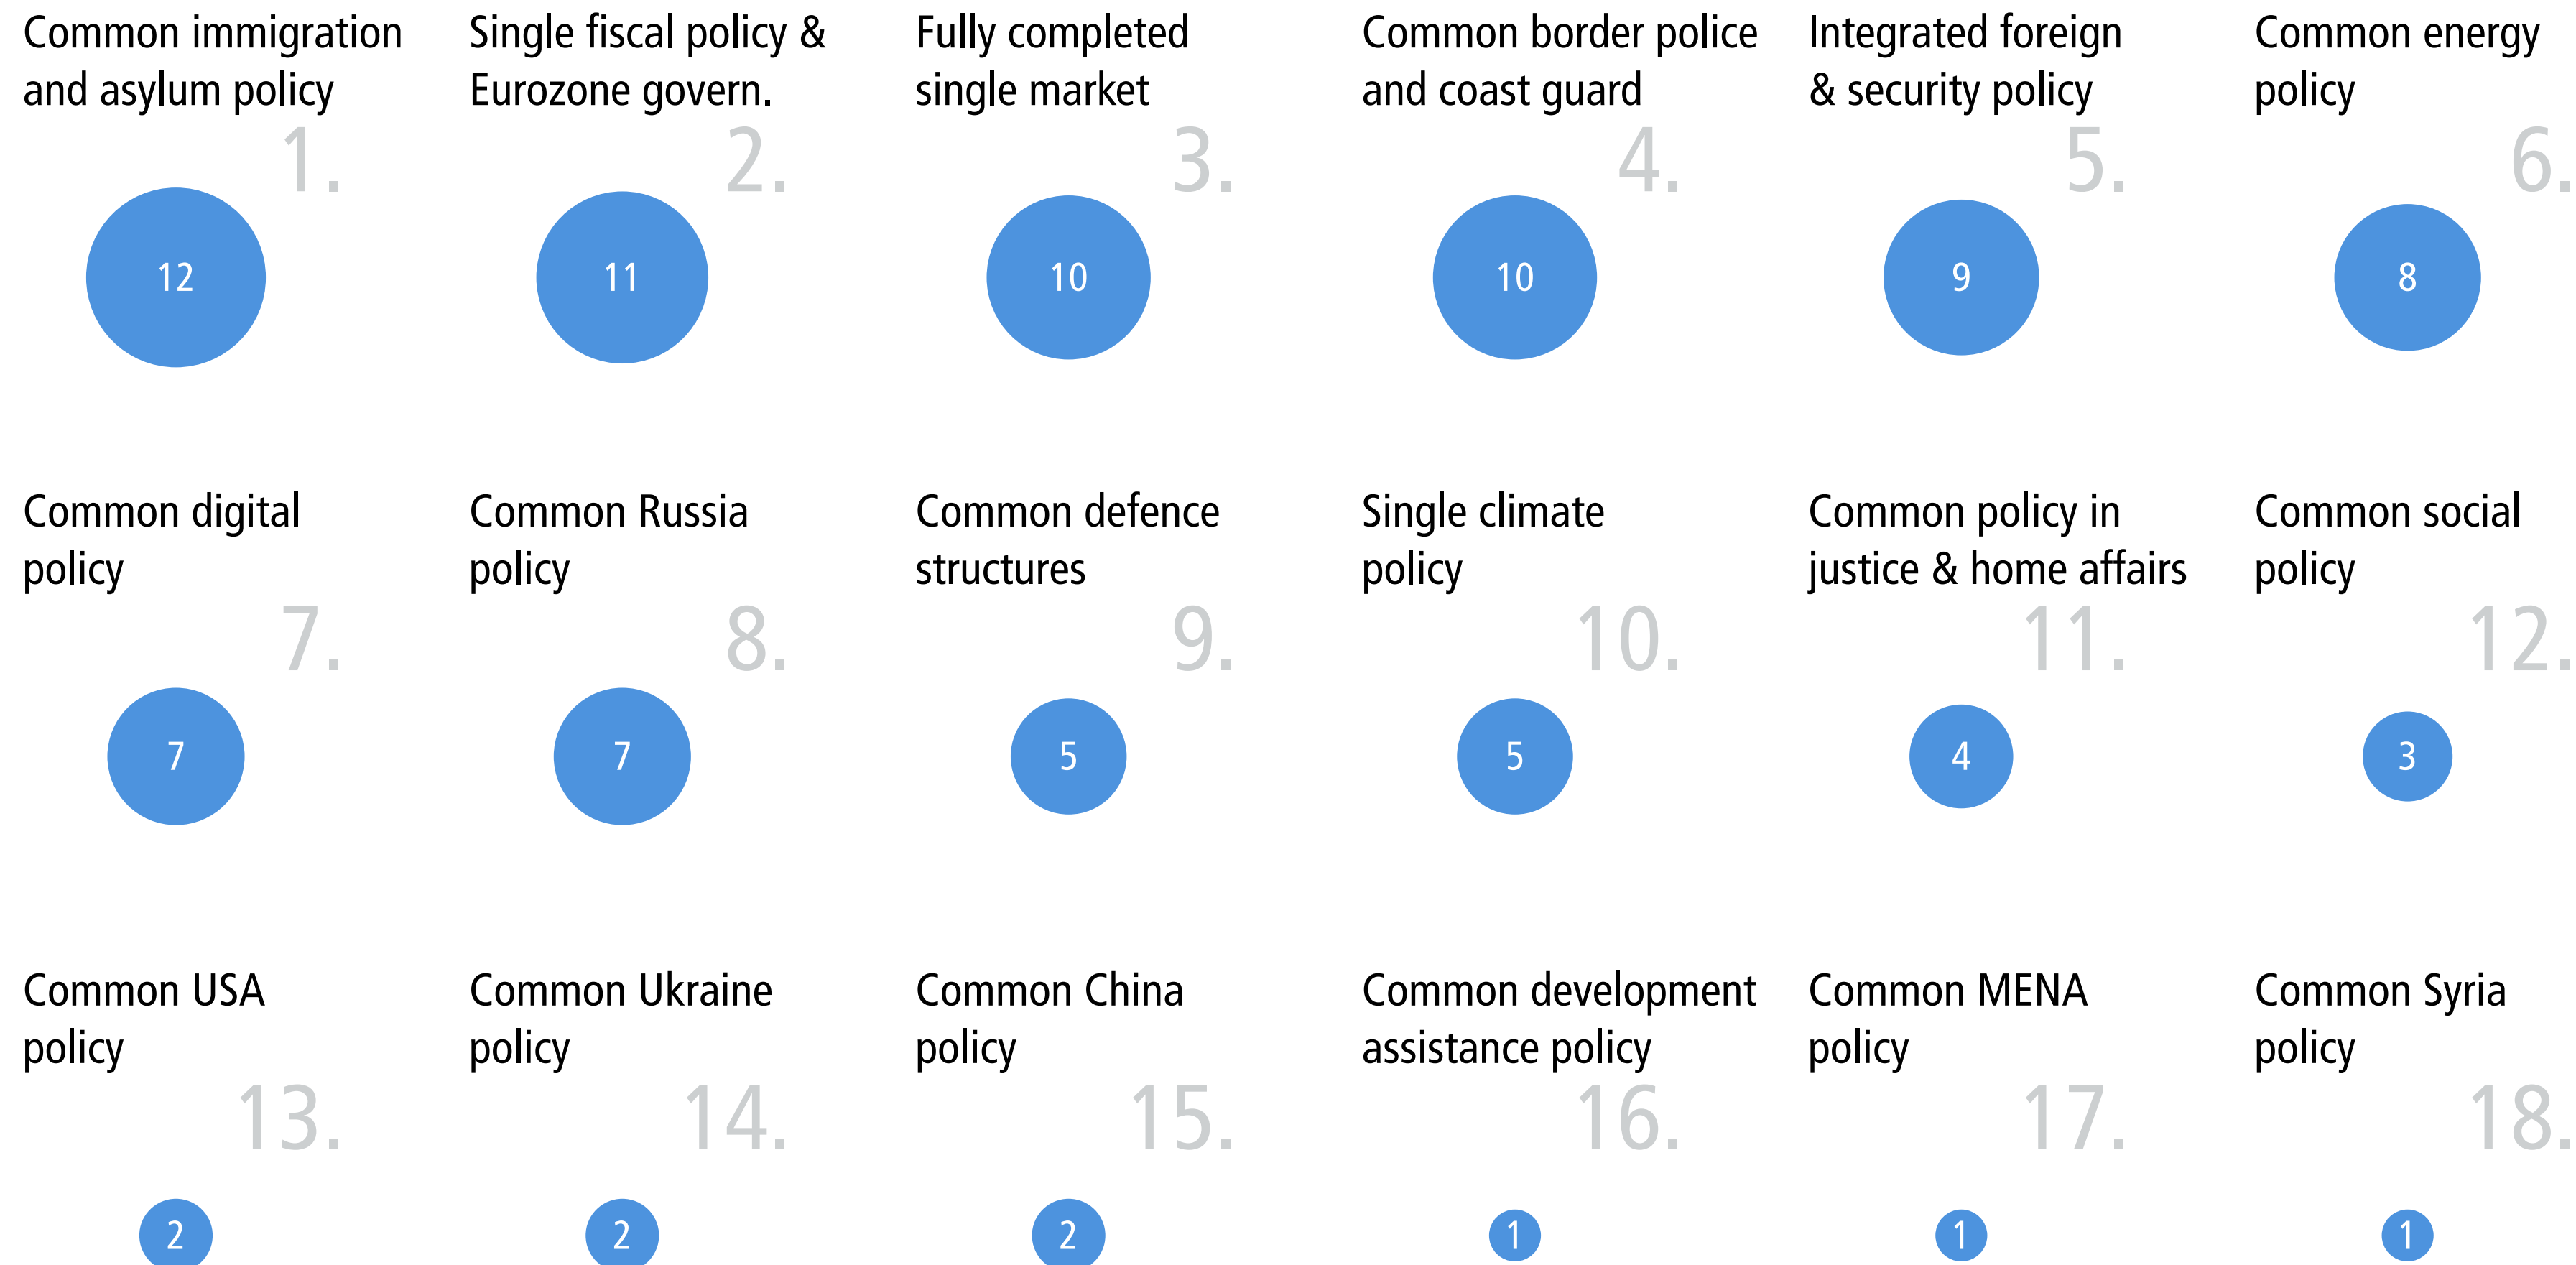 Common immigration
and asylum policy
1.
12
Single fiscal policy &
Eurozone govern.
2.
11
Fully completed
single market
3.
10
Common border police
and coast guard
4.
10
Integrated foreign
& security policy
5.
9
Common energy
policy
6.
8
Common digital
policy
7.
7
Common Russia
policy
8.
7
Common defence
structures
9.
5
Single climate
policy
10.
5
Common policy in
justice & home affairs
11.
4
Common social
policy
12.
3
Common USA
policy
13.
2
Common Ukraine
policy
14.
2
Common China
policy
15.
2
Common development
assistance policy
16.
1
Common MENA
policy
17.
1
Common Syria
policy
18.
1